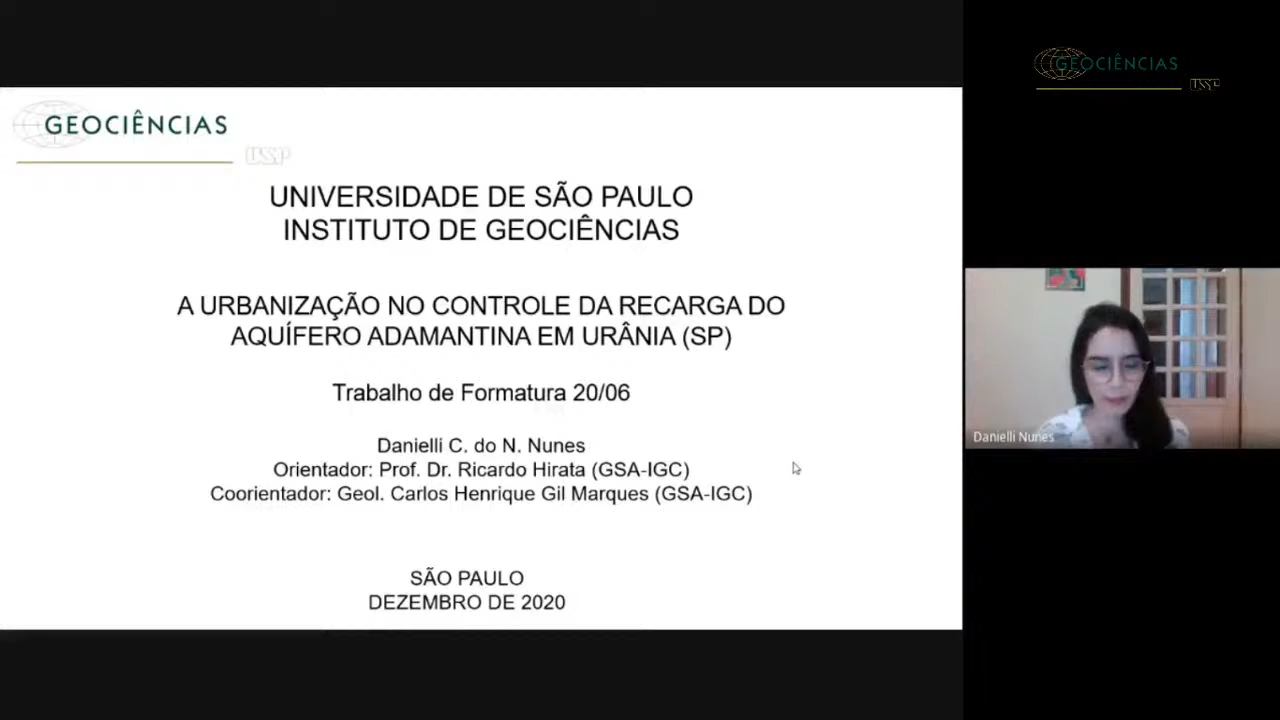 GEOCIÊNCIAS
USP
UNIVERSIDADE DE SÃO PAULO
INSTITUTO DE GEOCIÊNCIAS
A URBANIZAÇÃO NO CONTROLE DA RECARGA DO
AQUÍFERO ADAMANTINA EM URÂNIA (SP)
Trabalho de Formatura 20/06
Danielli C. do N. Nunes
Orientador: Prof. Dr. Ricardo Hirata (GSA-IGC)
Coorientador: Geol. Carlos Henrique Gil Marques (GSA-IGC)
SÃO PAULO
DEZEMBRO DE 2020
GEOCIÊNCIAS
USP
Danielli Nunes